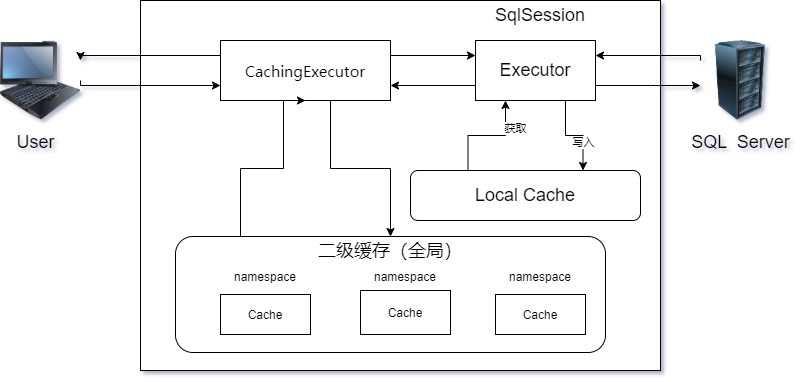 SqlSession
CachingExecutor
Executor
User
SQL Server
获取
写入
Local Cache
二级缓存（全局）
namespace
namespace
namespace
Cache
Cache
Cache